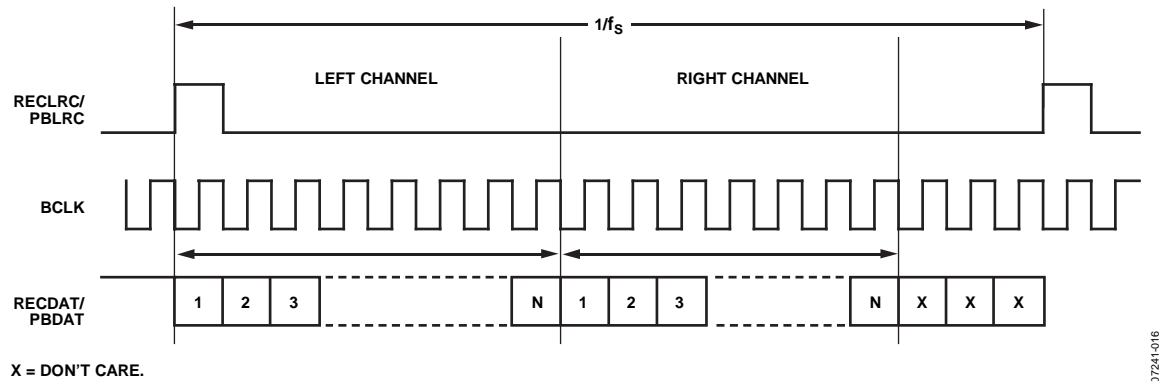 1/fS
LEFT CHANNEL
RIGHT CHANNEL
RECLRC/
PBLRC
BCLK
RECDAT/
PBDAT
1 2 3 N 1 2 3 N X X X
X = DON'T CARE.
07241-016